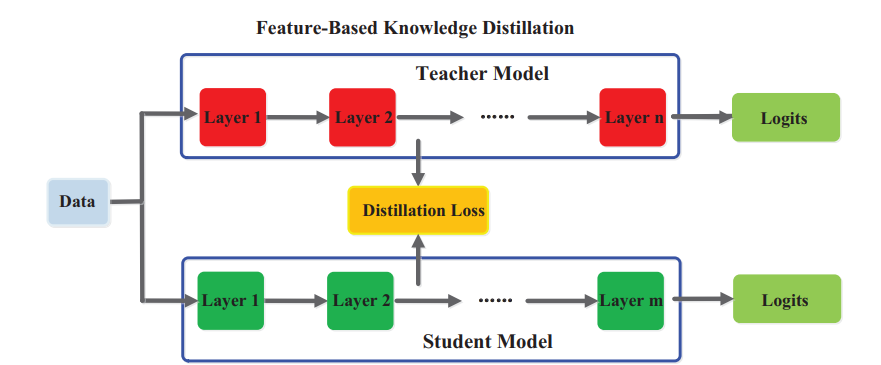 Feature-Based Knowledge Distillation
Teacher Model
Layer 1
Layer 2
......
Layer n
Logits
Data
Distillation Loss
Layer 1
Layer 2
......
Layer m
Logits
Student Model